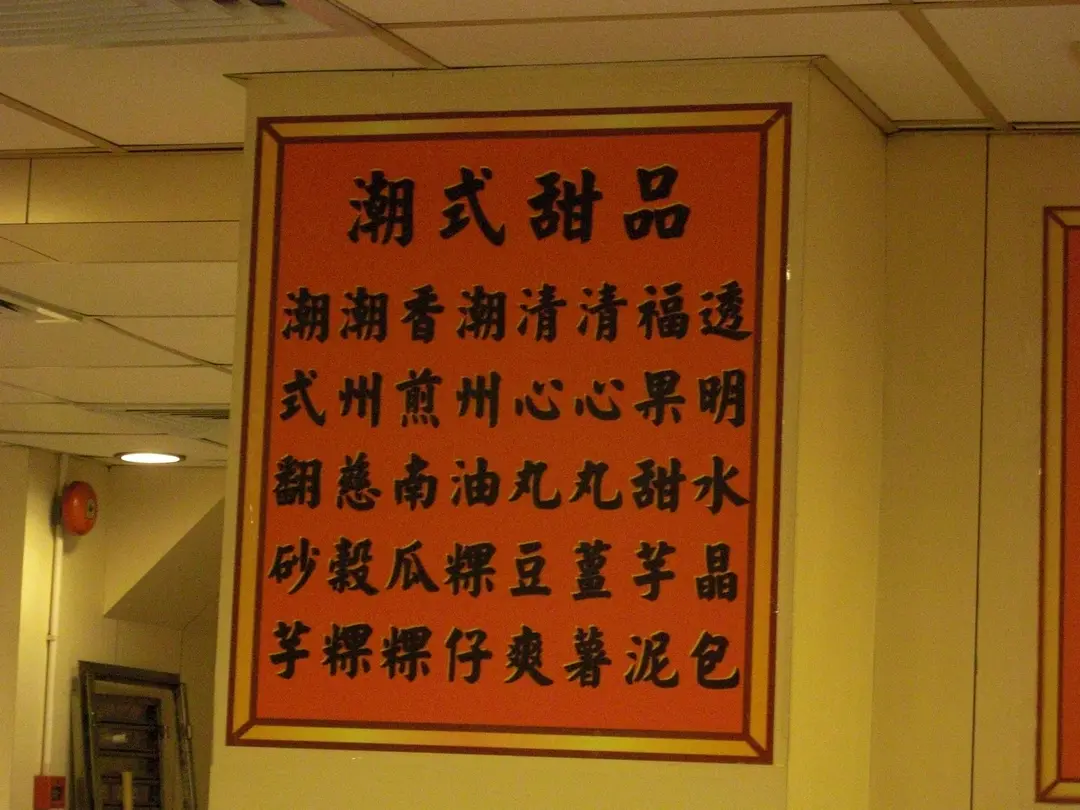 潮式甜品
透明水晶包
福果甜芋泥
清心丸薑薯
清心丸豆爽
潮州油粿仔
香煎南瓜粿
潮州慈穀粿
潮式翻砂芋